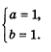 {a = 1,
b = 1.